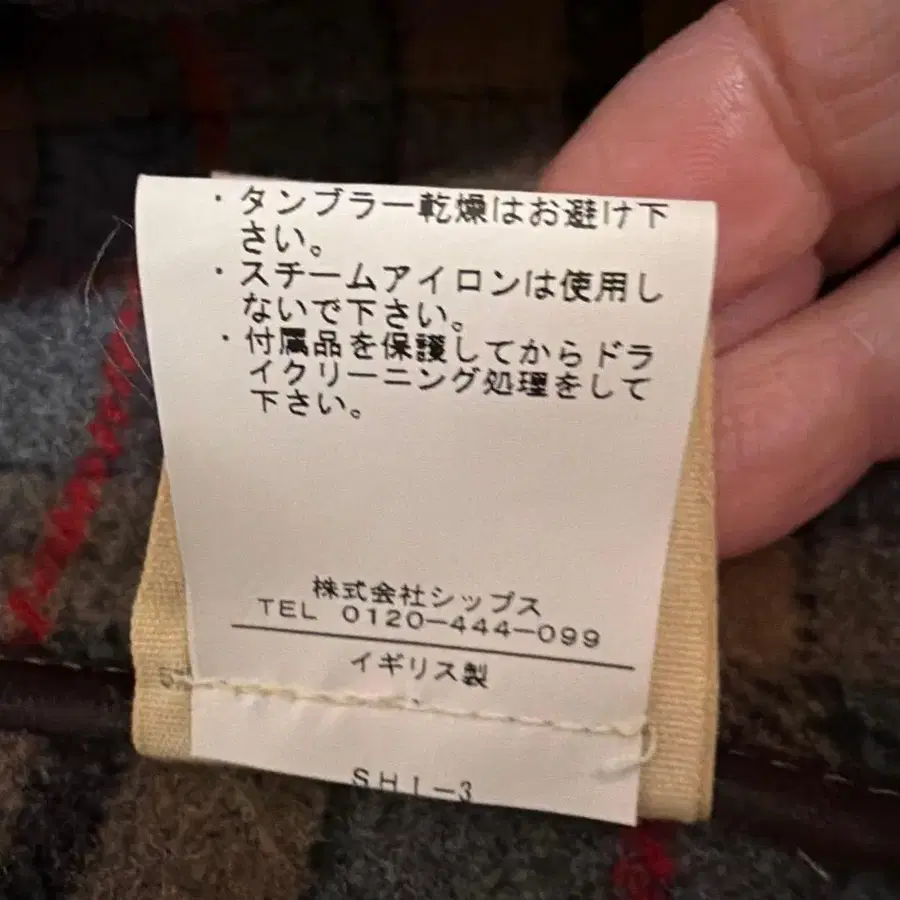 ・タンブラー乾燥はお避け下
さい。
・スチームアイロンは使用し
ないで下さい。
・付属品を保護してからドラ
イクリーニング処理をして
下さい。
株式会社シップス
TEL 0120-444-099
イギリス製
SHI-3